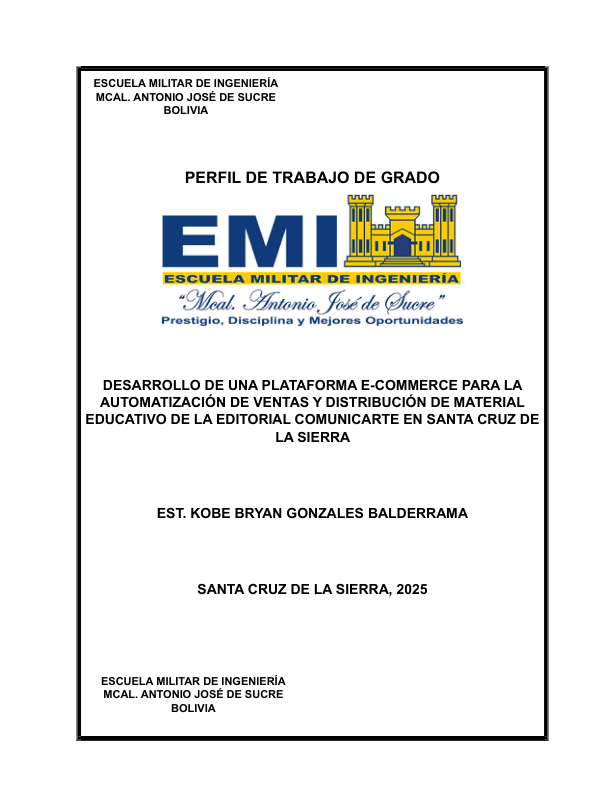 ESCUELA MILITAR DE INGENIERÍA
MCAL. ANTONIO JOSÉ DE SUCRE
BOLIVIA
PERFIL DE TRABAJO DE GRADO
EMI
ESCUELA MILITAR DE INGENIERÍA
“Mcal. Antonio José de Sucre”
Prestigio, Disciplina y Mejores Oportunidades
DESARROLLO DE UNA PLATAFORMA E-COMMERCE PARA LA
AUTOMATIZACIÓN DE VENTAS Y DISTRIBUCIÓN DE MATERIAL
EDUCATIVO DE LA EDITORIAL COMUNICARTE EN SANTA CRUZ DE
LA SIERRA
EST. KOBE BRYAN GONZALES BALDERRAMA
SANTA CRUZ DE LA SIERRA, 2025
ESCUELA MILITAR DE INGENIERÍA
MCAL. ANTONIO JOSÉ DE SUCRE
BOLIVIA